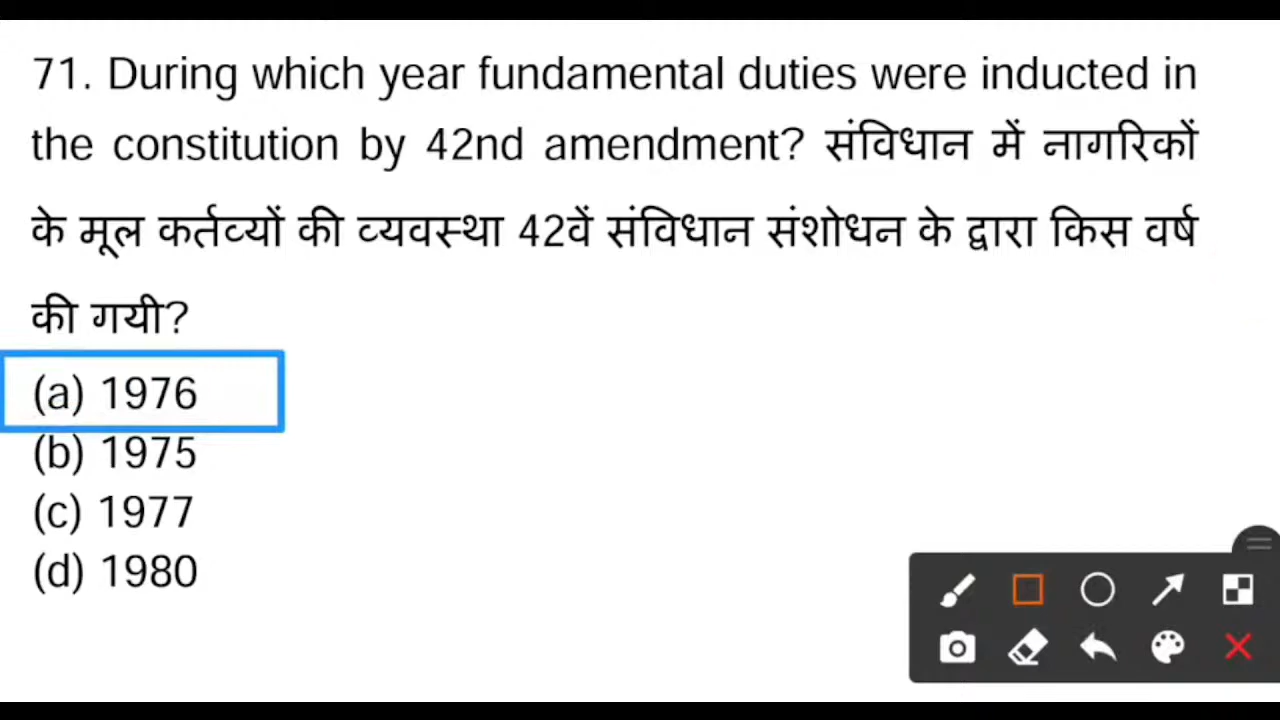 71. During which year fundamental duties were inducted in
the constitution by 42nd amendment? संविधान में नागरिकों
के मूल कर्तव्यों की व्यवस्था 42वें संविधान संशोधन के द्वारा किस वर्ष
की गयी?
(a) 1976
(b) 1975
(c) 1977
(d) 1980